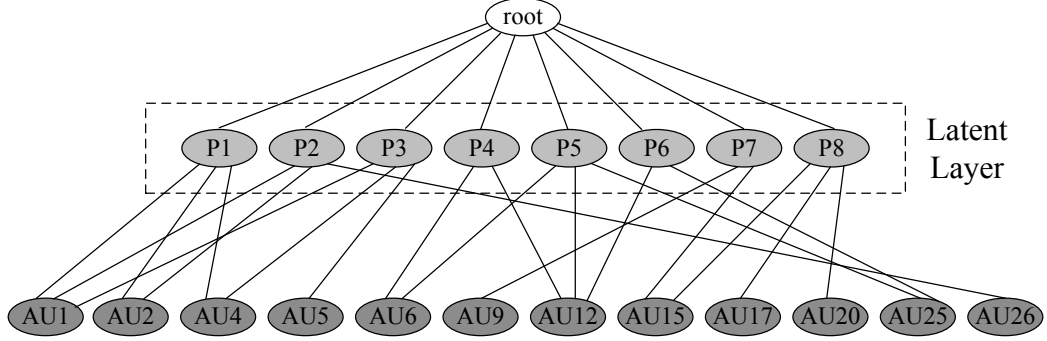 root
P1 P2 P3 P4 P5 P6 P7 P8
Latent
Layer
AU1 AU2 AU4 AU5 AU6 AU9 AU12 AU15 AU17 AU20 AU25 AU26